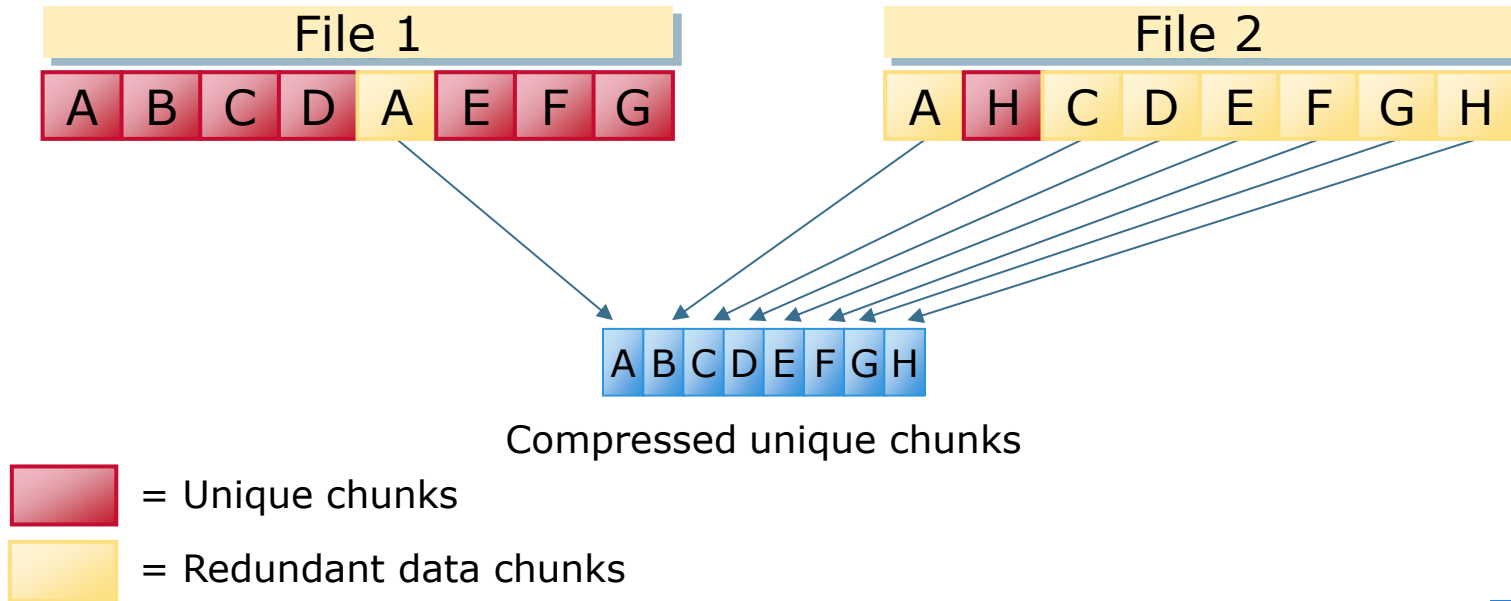 File 1
File 2
A B C D A E F G
A H C D E F G H
A B C D E F G H
Compressed unique chunks
= Unique chunks
= Redundant data chunks